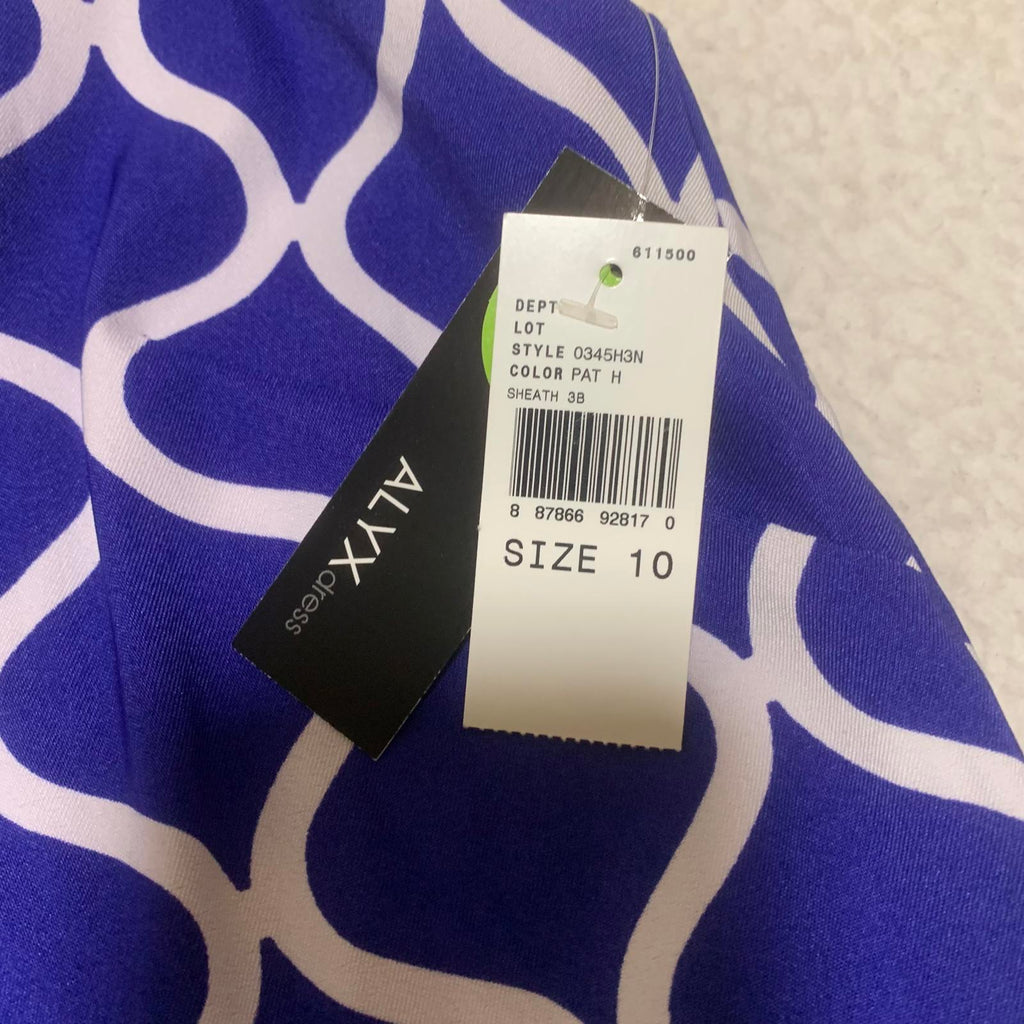 611500
DEPT
LOT
STYLE 0345H3N
COLOR PAT H
SHEATH 3B
8 87866 92817 0
SIZE 10
ALYX
dress